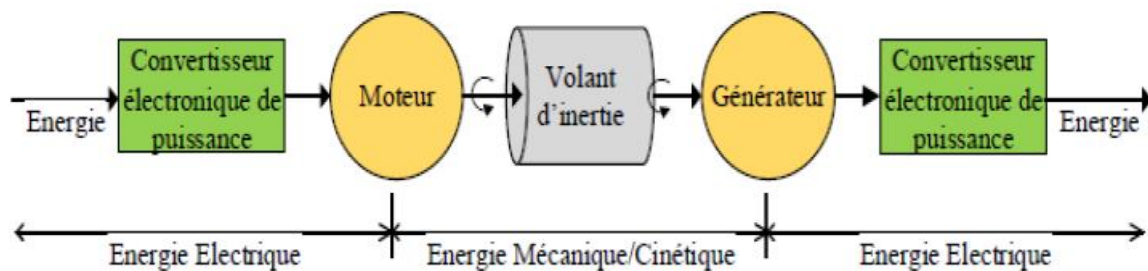 Energie
Convertisseur
électronique de
puissance
Moteur
Volant
d’inertie
Générateur
Convertisseur
électronique de
puissance
Energie
Energie Electrique
Energie Mécanique/Cinétique
Energie Electrique